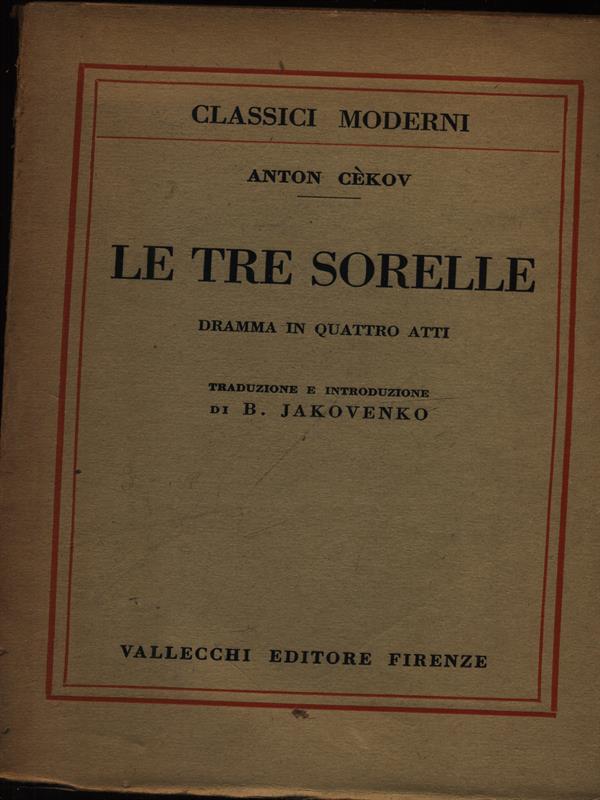 CLASSICI MODERNI
ANTON CÈKOV
LE TRE SORELLE
DRAMMA IN QUATTRO ATTI
TRADUZIONE E INTRODUZIONE
DI B. JAKOVENKO
VALLECCHI EDITORE FIRENZE